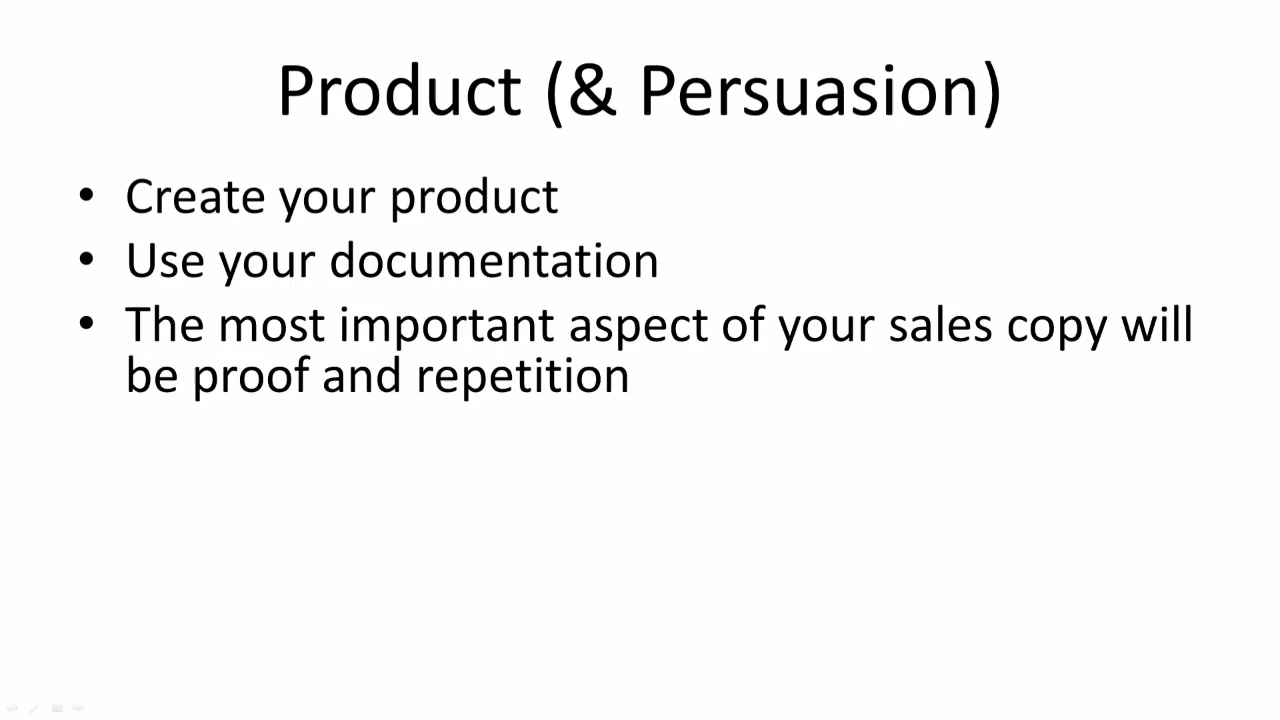 Product (& Persuasion)
• Create your product
• Use your documentation
• The most important aspect of your sales copy will
be proof and repetition